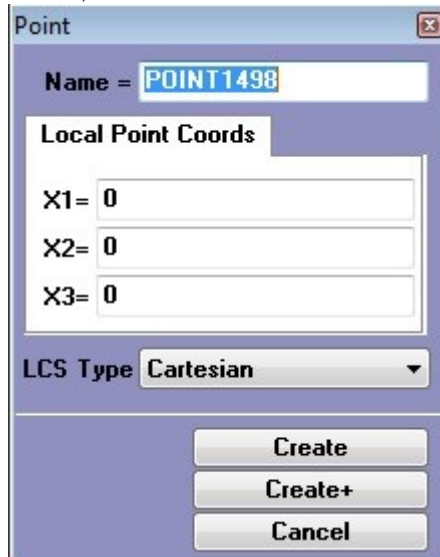 Point
Name = POINT1498
Local Point Coords
X1= 0
X2= 0
X3= 0
LCS Type Cartesian
Create
Create+
Cancel